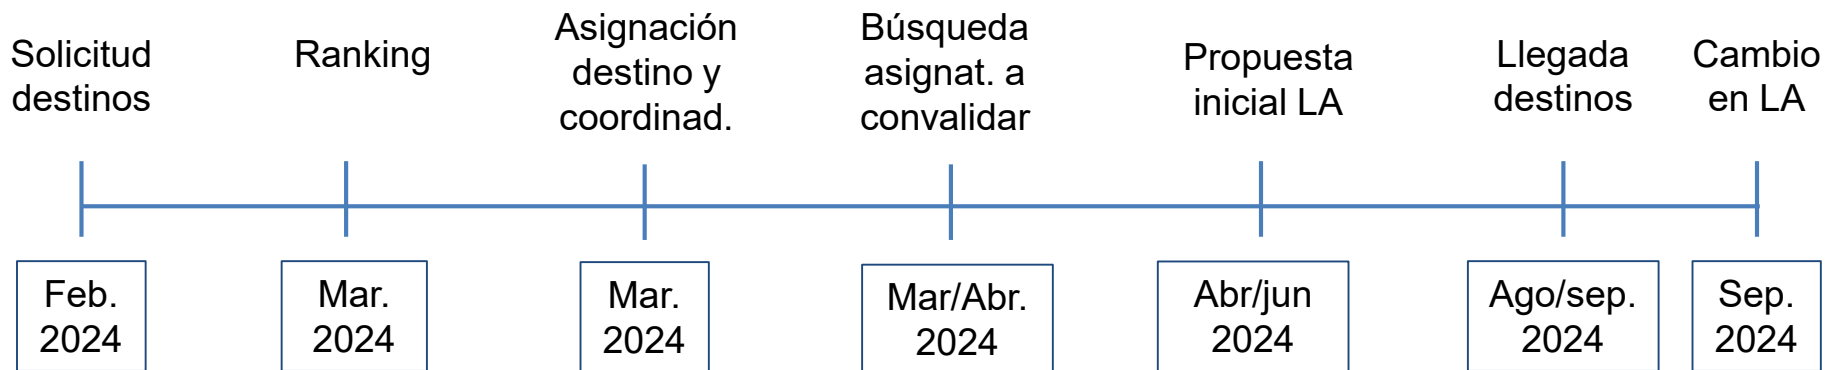 Solicitud
destinos
Ranking
Asignación
destino y
coordinad.
Búsqueda
asignat. a
convalidar
Propuesta
inicial LA
Llegada
destinos
Cambio
en LA
Feb.
2024
Mar.
2024
Mar.
2024
Mar/Abr.
2024
Abr/jun
2024
Ago/sep.
2024
Sep.
2024